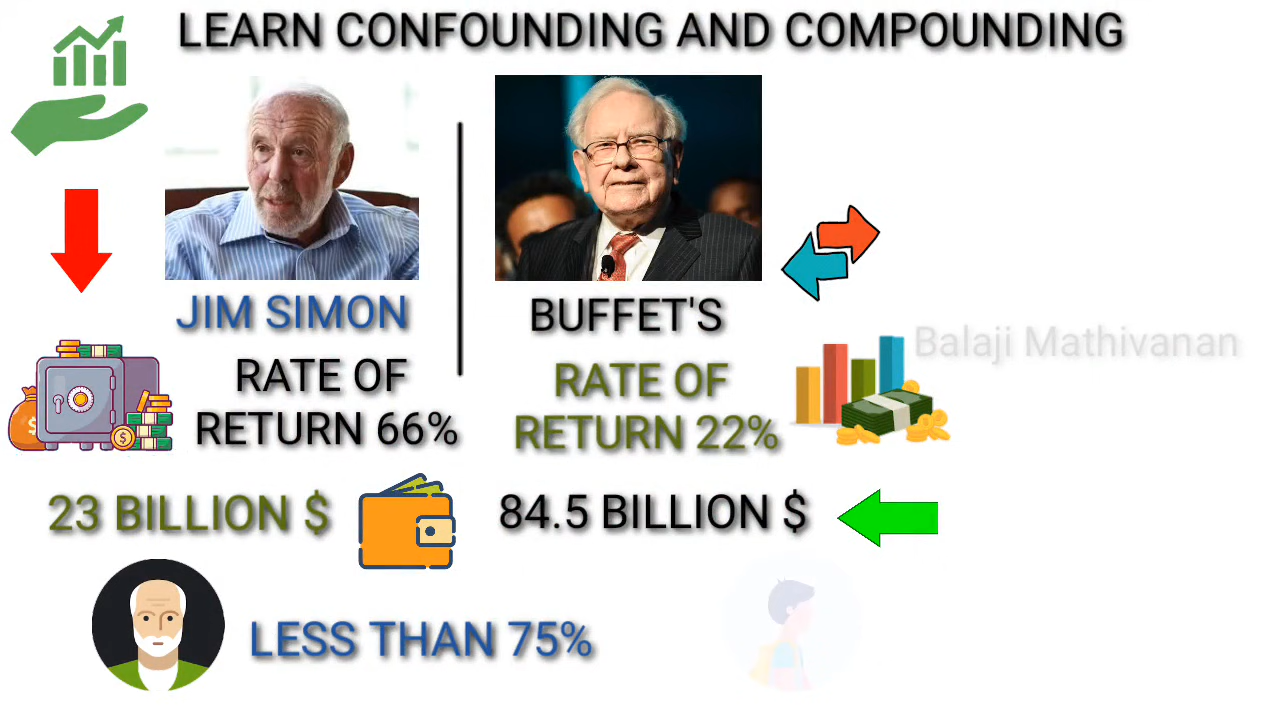 LEARN CONFOUNDING AND COMPOUNDING
JIM SIMON
RATE OF
RETURN 66%
23 BILLION $
BUFFET'S
RATE OF
RETURN 22%
84.5 BILLION $
Balaji Mathivanan
LESS THAN 75%